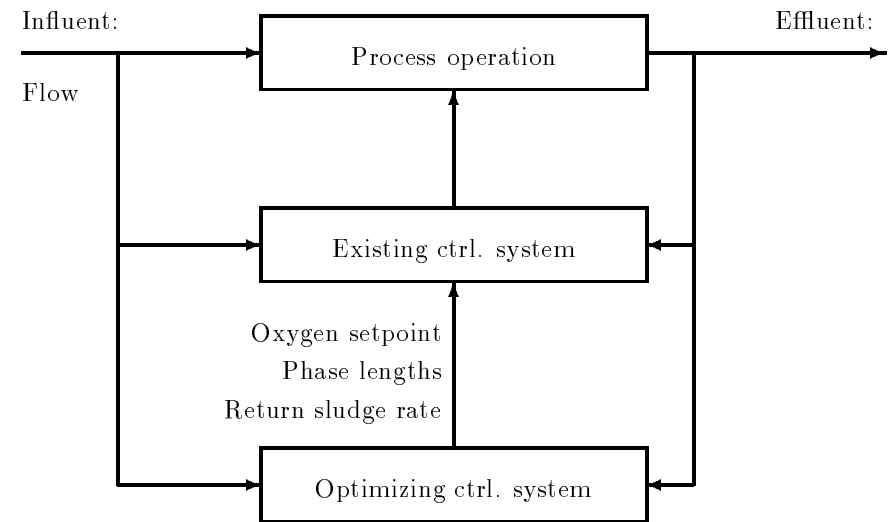 Influent:
Effluent:
Process operation
Flow
Existing ctrl. system
Oxygen setpoint
Phase lengths
Return sludge rate
Optimizing ctrl. system